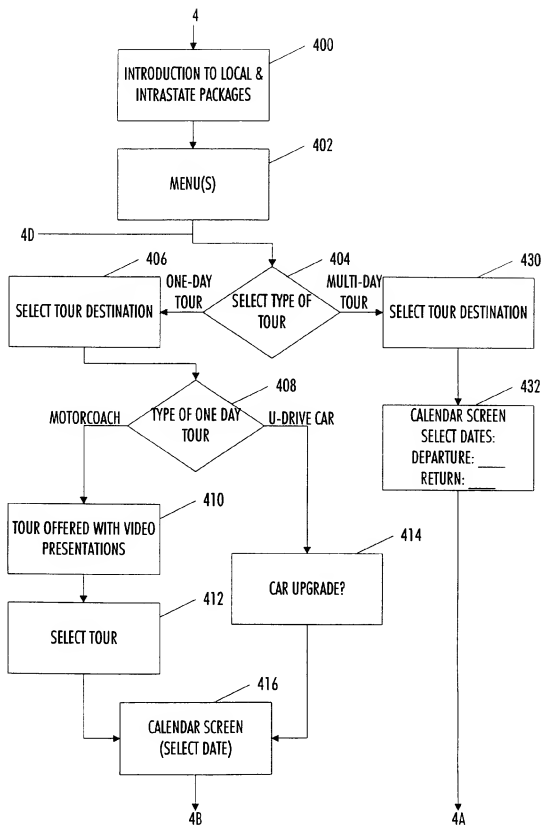 4
400
INTRODUCTION TO LOCAL &
INTRASTATE PACKAGES
402
MENU(S)
4D
404
SELECT TYPE OF
TOUR
ONE-DAY
TOUR
MULTI-DAY
TOUR
406
SELECT TOUR DESTINATION
430
SELECT TOUR DESTINATION
408
TYPE OF ONE DAY
TOUR
MOTORCOACH
U-DRIVE CAR
432
CALENDAR SCREEN
SELECT DATES:
DEPARTURE: ____
RETURN: ____
410
TOUR OFFERED WITH VIDEO
PRESENTATIONS
414
CAR UPGRADE?
412
SELECT TOUR
416
CALENDAR SCREEN
(SELECT DATE)
4B
4A